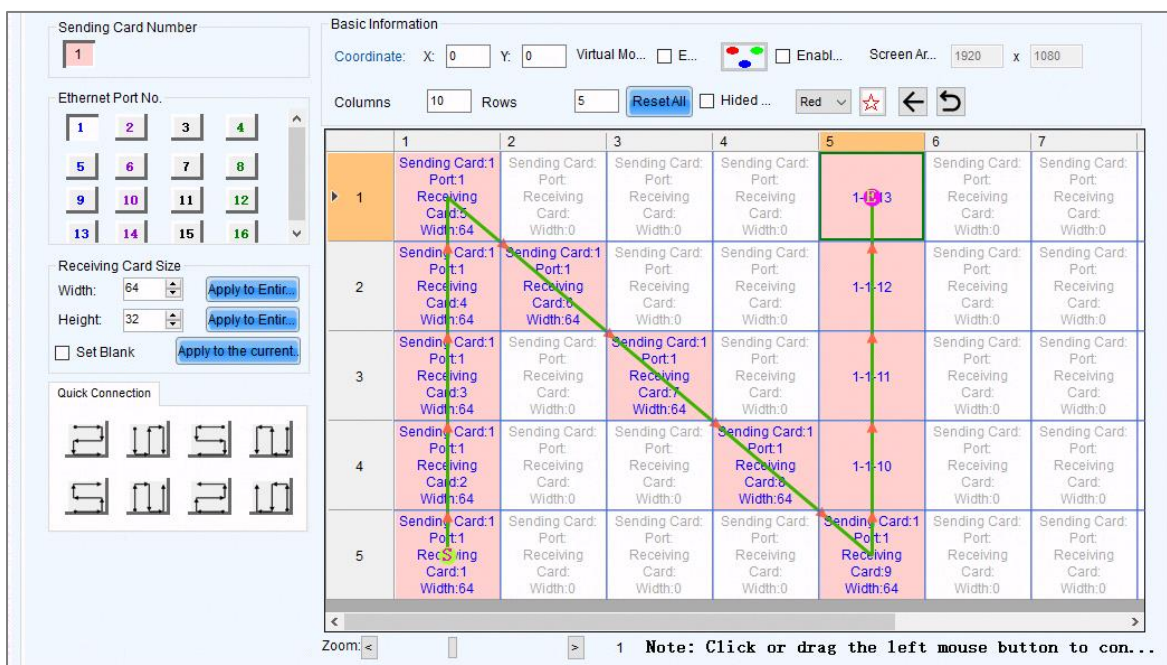 Sending Card Number
1
Ethernet Port No.
1 2 3 4
5 6 7 8
9 10 11 12
13 14 15 16
Receiving Card Size
Width: 64 Apply to Entir...
Height: 32 Apply to Entir...
Set Blank Apply to the current.
Quick Connection
Basic Information
Coordinate: X: 0 Y: 0 Virtual Mo... E... Enabl... Screen Ar... 1920 x 1080
Columns 10 Rows 5 Reset All Hided ... Red
1 2 3 4 5 6 7
1
Sending Card:1
Port:1
Receiving
Card:5
Width:64
Sending Card:
Port:
Receiving
Card:
Width:0
Sending Card:
Port:
Receiving
Card:
Width:0
Sending Card:
Port:
Receiving
Card:
Width:0
E
Sending Card:
Port:
Receiving
Card:
Width:0
Sending Card:
Port:
Receiving
Card:
Width:0
2
Sending Card:1
Port:1
Receiving
Card:4
Width:64
Sending Card:1
Port:1
Receiving
Card:6
Width:64
Sending Card:
Port:
Receiving
Card:
Width:0
Sending Card:
Port:
Receiving
Card:
Width:0
1-1-12
Sending Card:
Port:
Receiving
Card:
Width:0
Sending Card:
Port:
Receiving
Card:
Width:0
3
Sending Card:1
Port:1
Receiving
Card:3
Width:64
Sending Card:
Port:
Receiving
Card:
Width:0
Sending Card:1
Port:1
Receiving
Card:7
Width:64
Sending Card:
Port:
Receiving
Card:
Width:0
1-1-11
Sending Card:
Port:
Receiving
Card:
Width:0
Sending Card:
Port:
Receiving
Card:
Width:0
4
Sending Card:1
Port:1
Receiving
Card:2
Width:64
Sending Card:
Port:
Receiving
Card:
Width:0
Sending Card:
Port:
Receiving
Card:
Width:0
Sending Card:1
Port:1
Receiving
Card:8
Width:64
1-1-10
Sending Card:
Port:
Receiving
Card:
Width:0
Sending Card:
Port:
Receiving
Card:
Width:0
5
Sending Card:1
Port:1
Receiving
S
Card:1
Width:64
Sending Card:
Port:
Receiving
Card:
Width:0
Sending Card:
Port:
Receiving
Card:
Width:0
Sending Card:
Port:
Receiving
Card:
Width:0
Sending Card:1
Port:1
Receiving
Card:9
Width:64
Sending Card:
Port:
Receiving
Card:
Width:0
Sending Card:
Port:
Receiving
Card:
Width:0
Zoom: < > 1 Note: Click or drag the left mouse button to con...